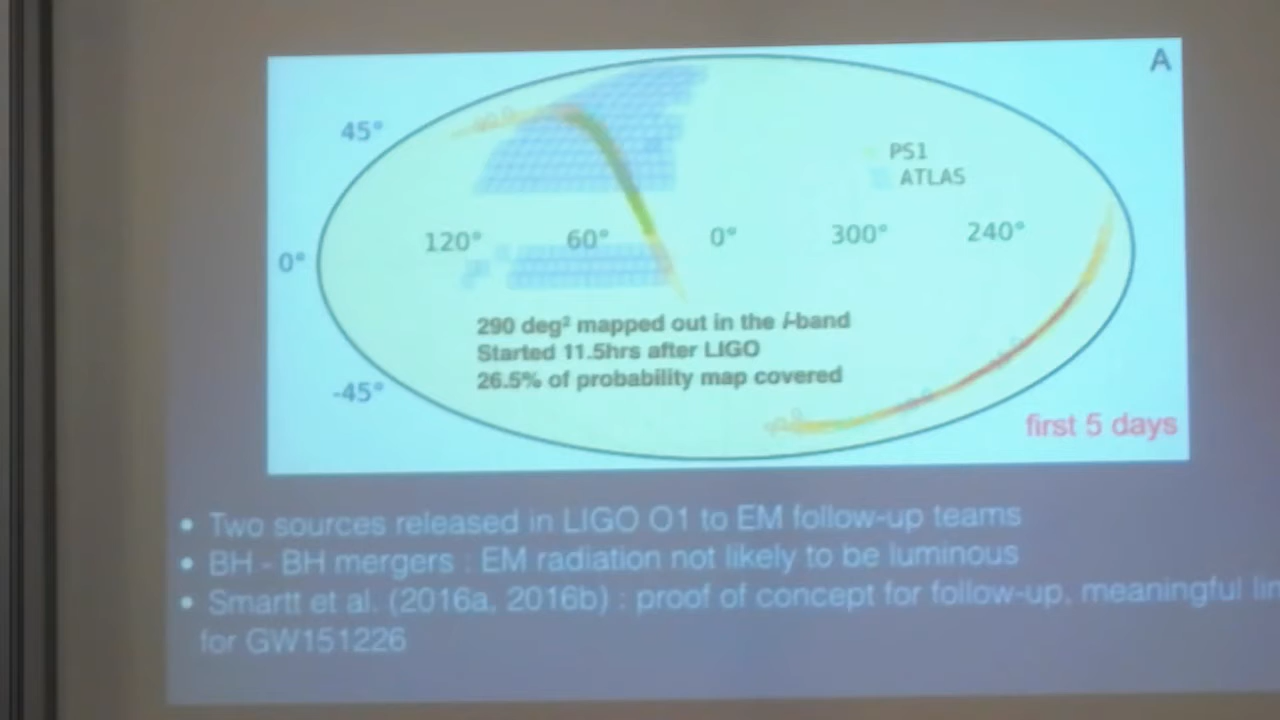 A
45°
PS1
ATLAS
120° 60° 0° 300° 240°
0°
290 deg² mapped out in the i-band
Started 11.5hrs after LIGO
26.5% of probability map covered
-45°
first 5 days
• Two sources released in LIGO O1 to EM follow-up teams
• BH - BH mergers : EM radiation not likely to be luminous
• Smartt et al. (2016a, 2016b) : proof of concept for follow-up, meaningful
for GW151226